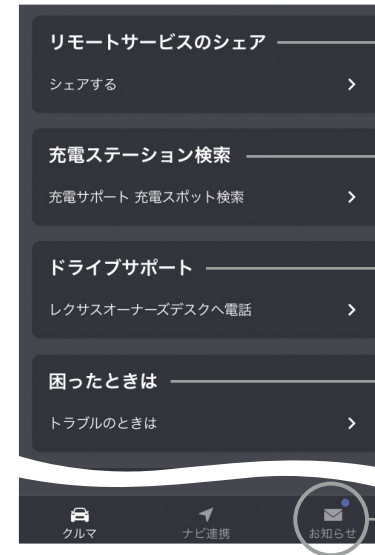 リモートサービスのシェア
シェアする
充電ステーション検索
充電サポート 充電スポット検索
ドライブサポート
レクサスオーナーズデスクへ電話
困ったときは
トラブルのときは
クルマ
ナビ連携
お知らせ